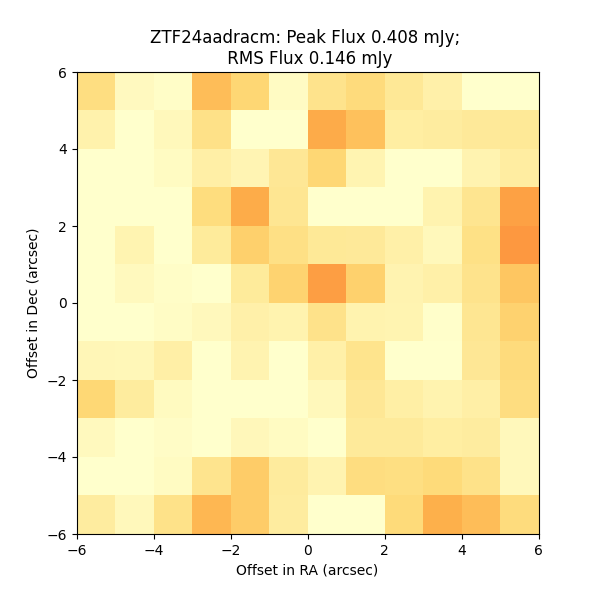 ZTF24aadracm: Peak Flux 0.408 mJy;
RMS Flux 0.146 mJy
6
4
2
0
−2
−4
−6
Offset in Dec (arcsec)
−6 −4 −2 0 2 4 6
Offset in RA (arcsec)